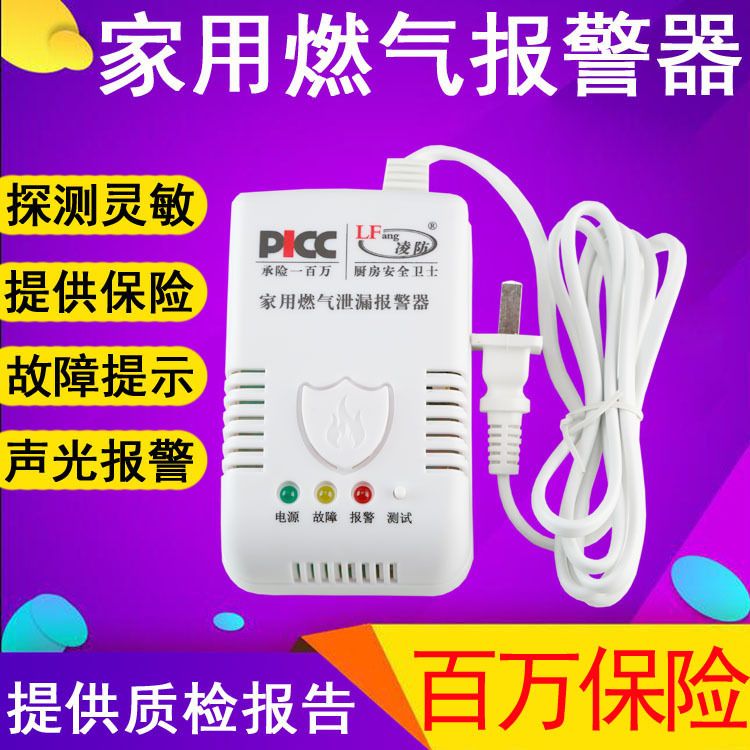 家用燃气报警器
探测灵敏
提供保险
故障提示
声光报警
PICC
承险一百万
LFang
凌防
®
厨房安全卫士
家用燃气泄漏报警器
电源 故障 报警 测试
提供质检报告
百万保险